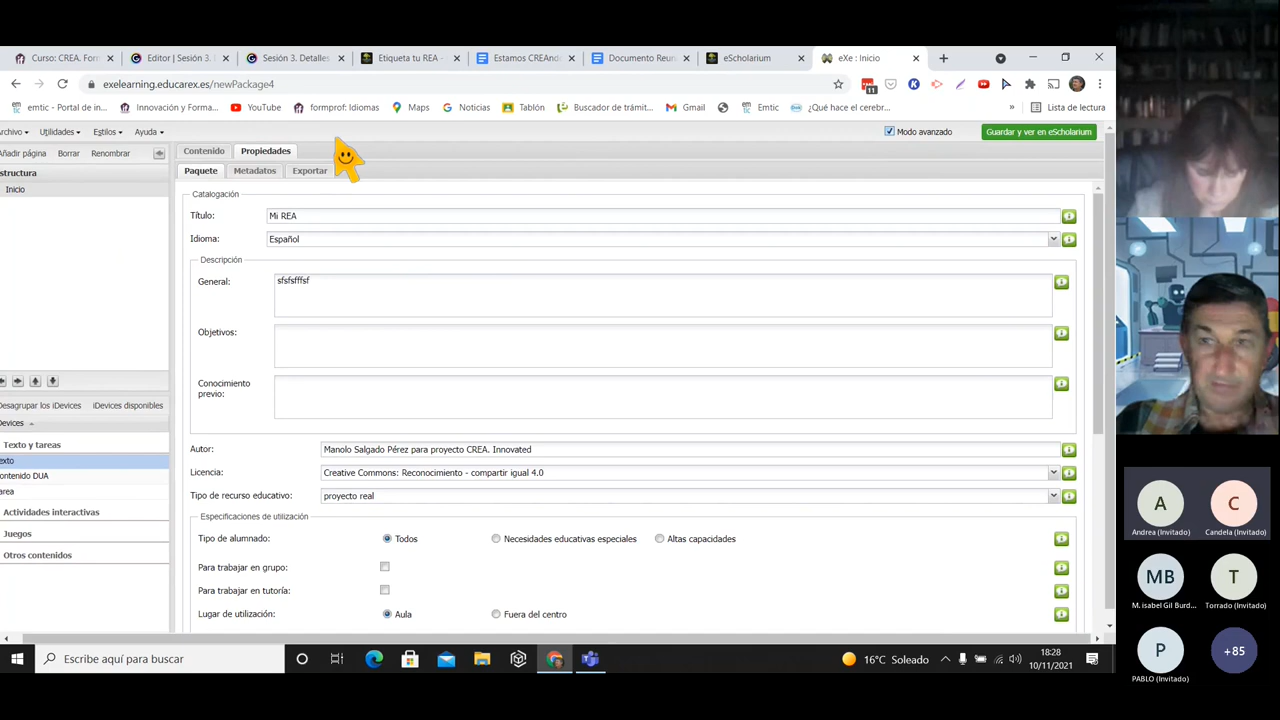 Curso: CREA. Form
Editor | Sesión 3. D
Sesión 3. Detalles
Etiqueta tu REA -
Estamos CREAnd
Documento Reun
eScholarium
eXe : Inicio
exelearning.educarex.es/newPackage4
11
emtic - Portal de in...
Innovación y Forma...
YouTube
formprof: Idiomas
Maps
Noticias
Tablón
Buscador de trámit...
Gmail
Emtic
¿Qué hace el cerebr...
»
Lista de lectura
rchivo
Utilidades
Estilos
Ayuda
Modo avanzado
Guardar y ver en eScholarium
ñadir página
Borrar
Renombrar
Contenido
Propiedades
structura
Paquete
Metadatos
Exportar
Inicio
Catalogación
Título:
Mi REA
Idioma:
Español
Descripción
General:
sfsfsfffsf
Objetivos:
Conocimiento
previo:
Desagrupar los iDevices
iDevices disponibles
Devices
Texto y tareas
exto
ontenido DUA
area
Actividades interactivas
Juegos
Otros contenidos
Autor:
Manolo Salgado Pérez para proyecto CREA. Innovated
Licencia:
Creative Commons: Reconocimiento - compartir igual 4.0
Tipo de recurso educativo:
proyecto real
Especificaciones de utilización
Tipo de alumnado:
Todos
Necesidades educativas especiales
Altas capacidades
Para trabajar en grupo:
Para trabajar en tutoría:
Lugar de utilización:
Aula
Fuera del centro
A
C
Andrea (Invitado)
Candela (Invitado)
MB
T
M. isabel Gil Burd...
Torrado (Invitado)
P
+85
PABLO (Invitado)
Escribe aquí para buscar
16°C Soleado
18:28
10/11/2021